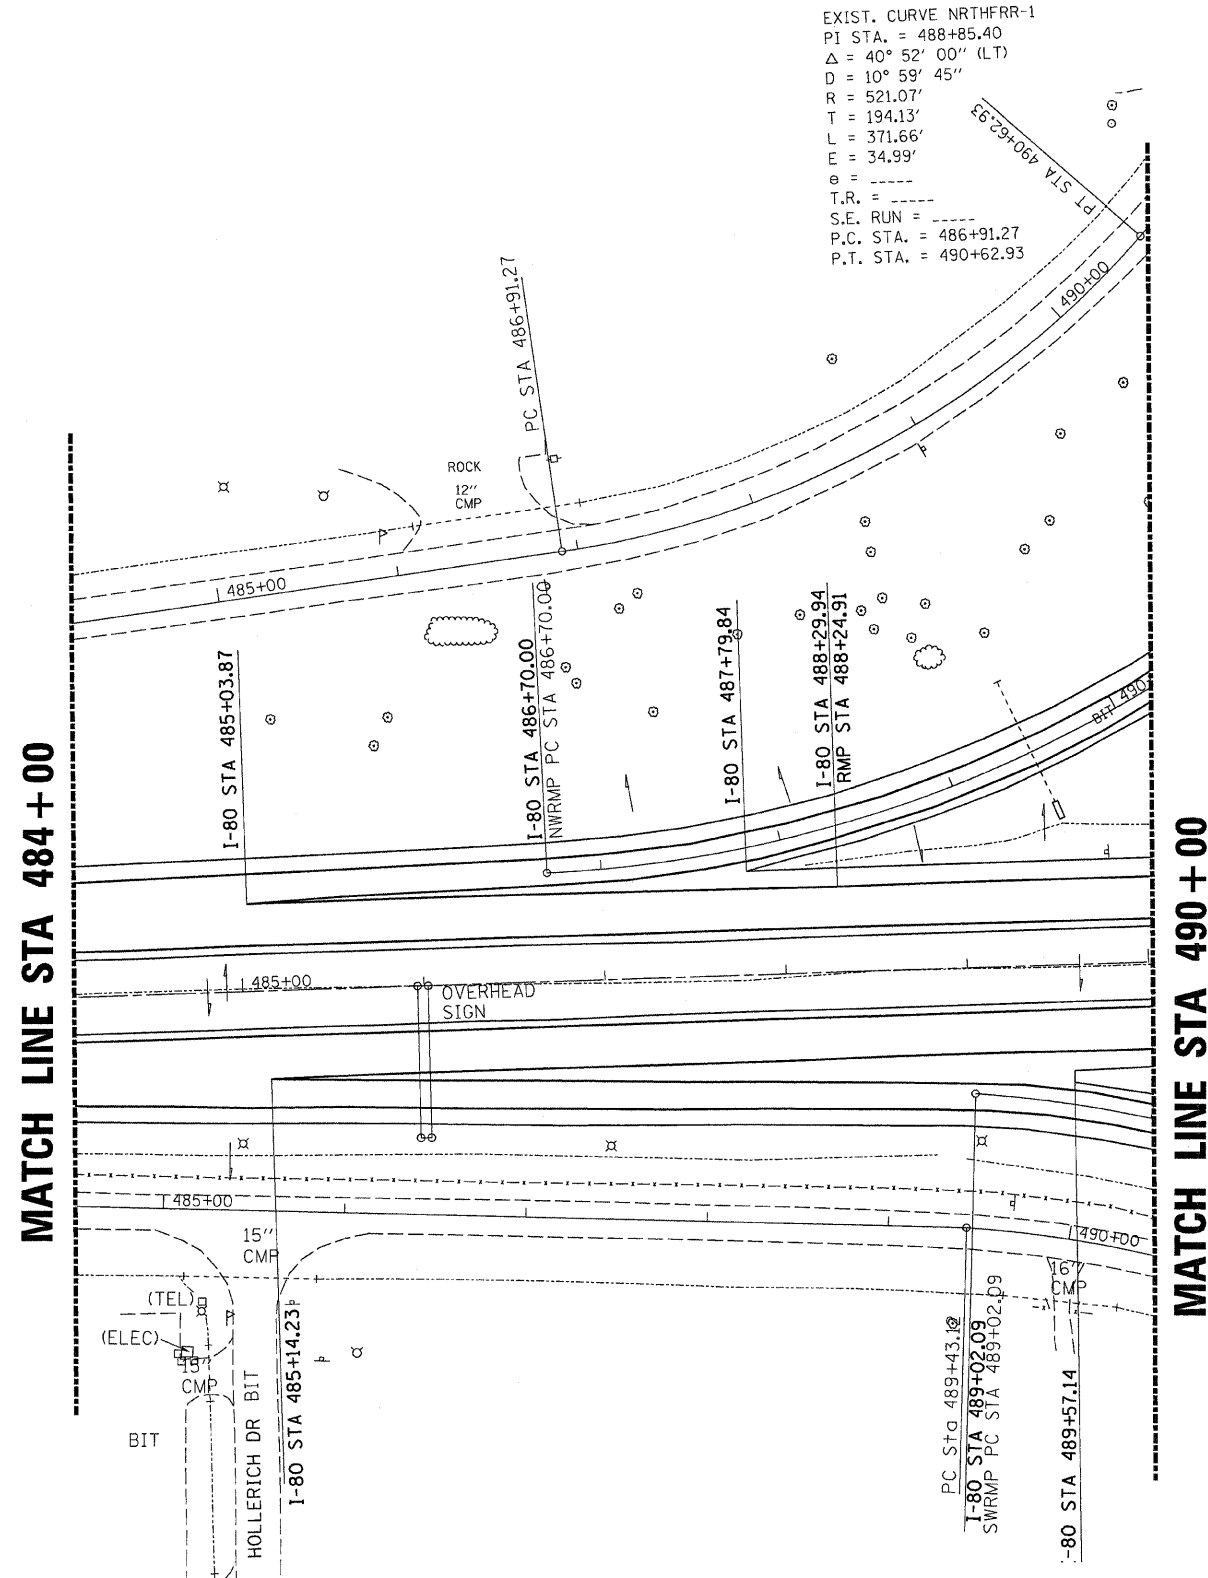 EXIST. CURVE NRTHFRR-1
PI STA. = 488+85.40
Δ = 40° 52' 00" (LT)
D = 10° 59' 45"
R = 521.07'
T = 194.13'
L = 371.66'
E = 34.99'
e = -----
T.R. = -----
S.E. RUN = -----
P.C. STA. = 486+91.27
P.T. STA. = 490+62.93
PT STA 490+62.93
490+00
PC STA 486+91.27
ROCK
12"
CMP
485+00
I-80 STA 485+03.87
I-80 STA 486+70.00
NWRMP PC STA 486+70.00
I-80 STA 487+79.84
I-80 STA 488+29.94
RMP STA 488+24.91
BIT
490
MATCH LINE STA 484+00
MATCH LINE STA 490+00
485+00
OVERHEAD
SIGN
485+00
490+00
15"
CMP
16"
CMP
(TEL)
(ELEC)
15"
CMP
BIT
HOLLERICH DR BIT
I-80 STA 485+14.23
PC Sta 489+43.12
I-80 STA 489+02.09
SWRMP PC STA 489+02.09
-80 STA 489+57.14